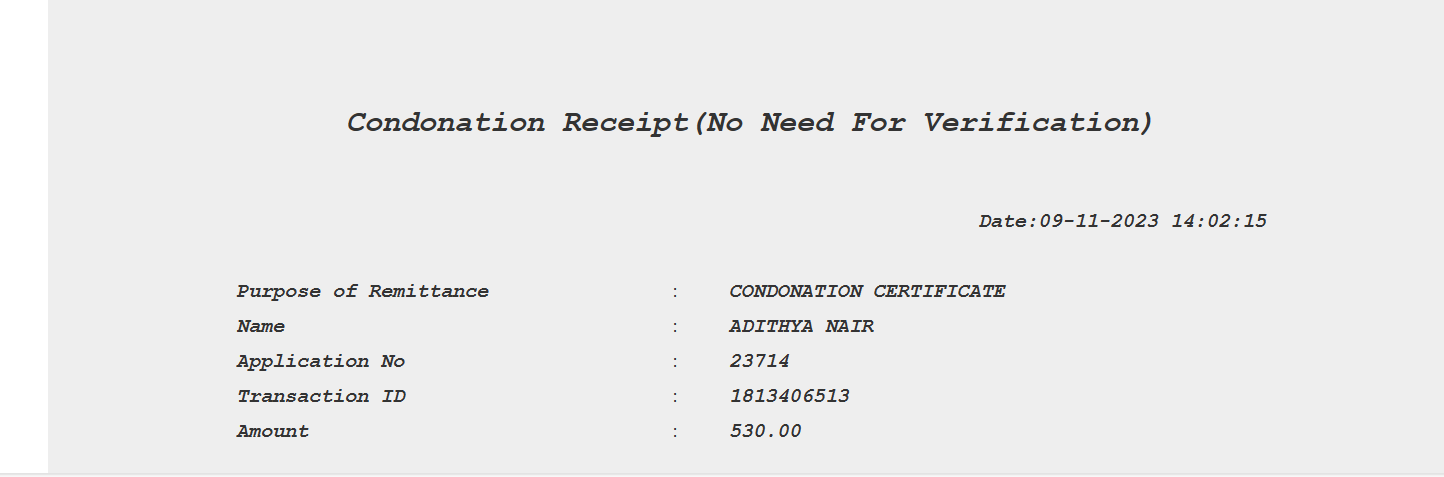 Condonation Receipt(No Need For Verification)
Date:09-11-2023 14:02:15
Purpose of Remittance : CONDONATION CERTIFICATE
Name : ADITHYA NAIR
Application No : 23714
Transaction ID : 1813406513
Amount : 530.00